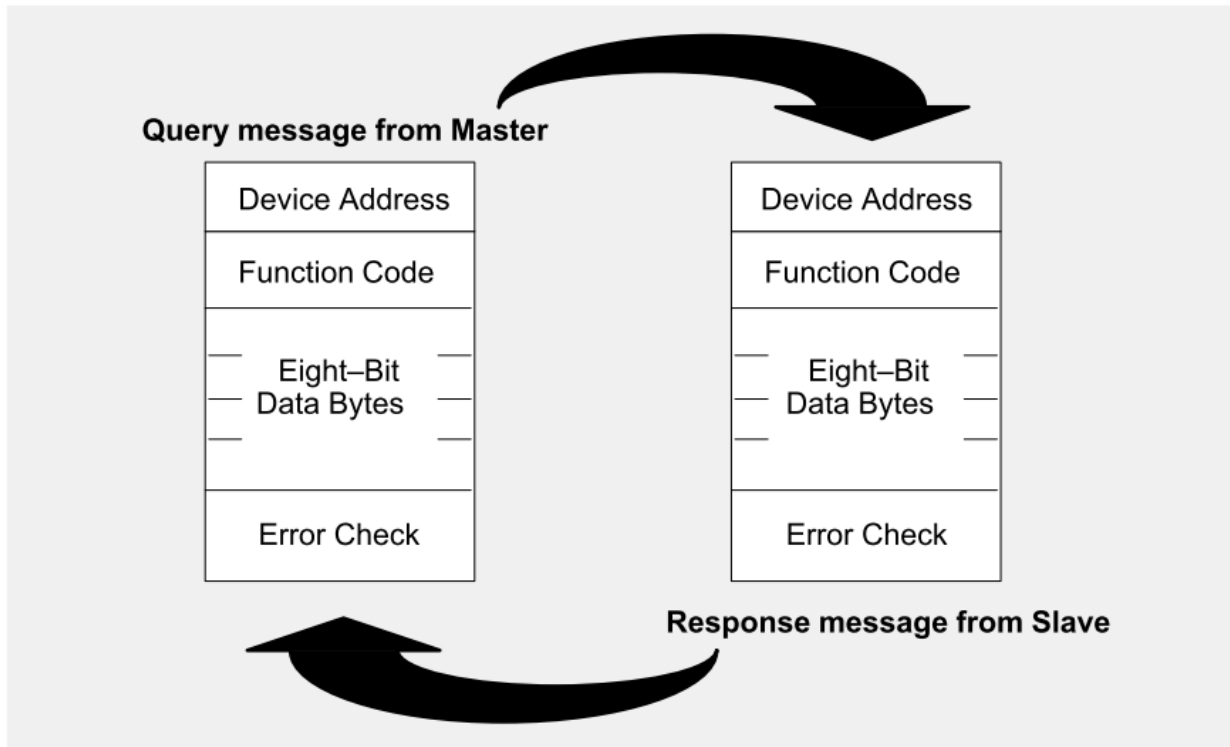 Query message from Master
Device Address
Function Code
Eight–Bit
Data Bytes
Error Check
Device Address
Function Code
Eight–Bit
Data Bytes
Error Check
Response message from Slave